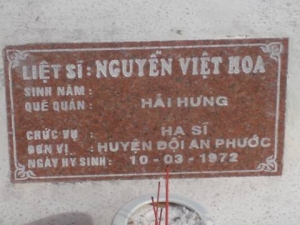 LIỆT SĨ : NGUYỄN VIỆT HOA
SINH NĂM :
QUÊ QUÁN : HẢI HƯNG
CHỨC VỤ : HẠ SĨ
ĐƠN VỊ : HUYỆN ĐỘI AN PHƯỚC
NGÀY HY SINH : 10 - 03 - 1972